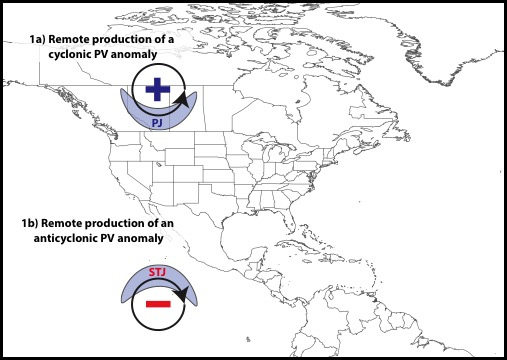 1a) Remote production of a
cyclonic PV anomaly
+
PJ
1b) Remote production of an
anticyclonic PV anomaly
STJ
−